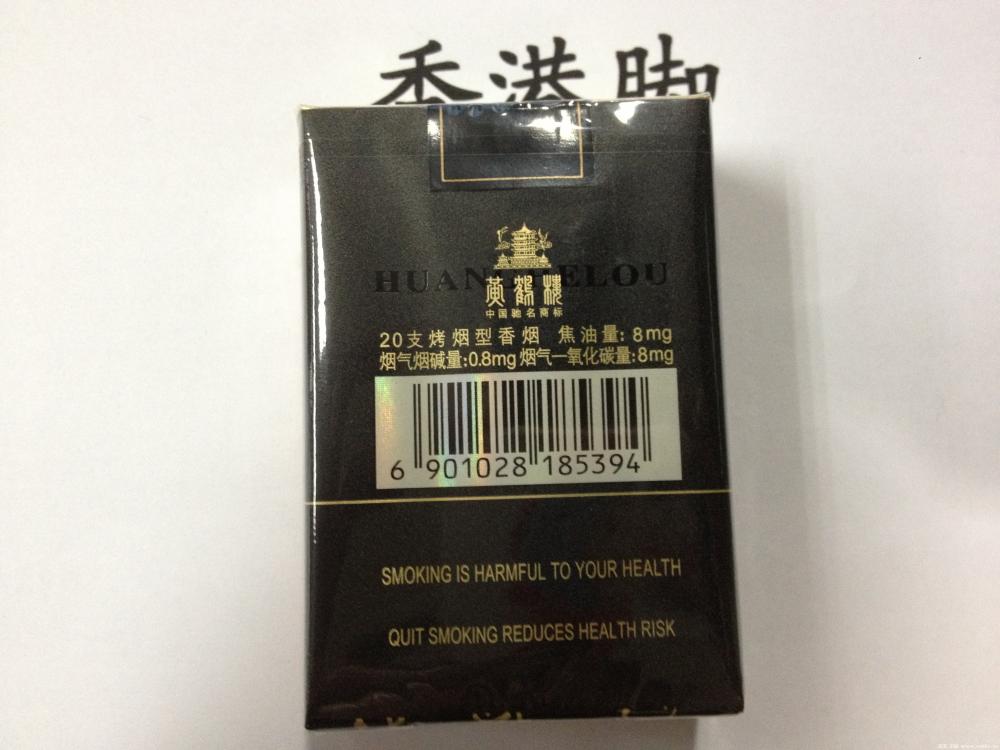 香港脚
HUANGHELOU
黄鹤樓
中国驰名商标
20支烤烟型香烟 焦油量: 8mg
烟气烟碱量:0.8mg 烟气一氧化碳量:8mg
6 901028 185394
SMOKING IS HARMFUL TO YOUR HEALTH
QUIT SMOKING REDUCES HEALTH RISK